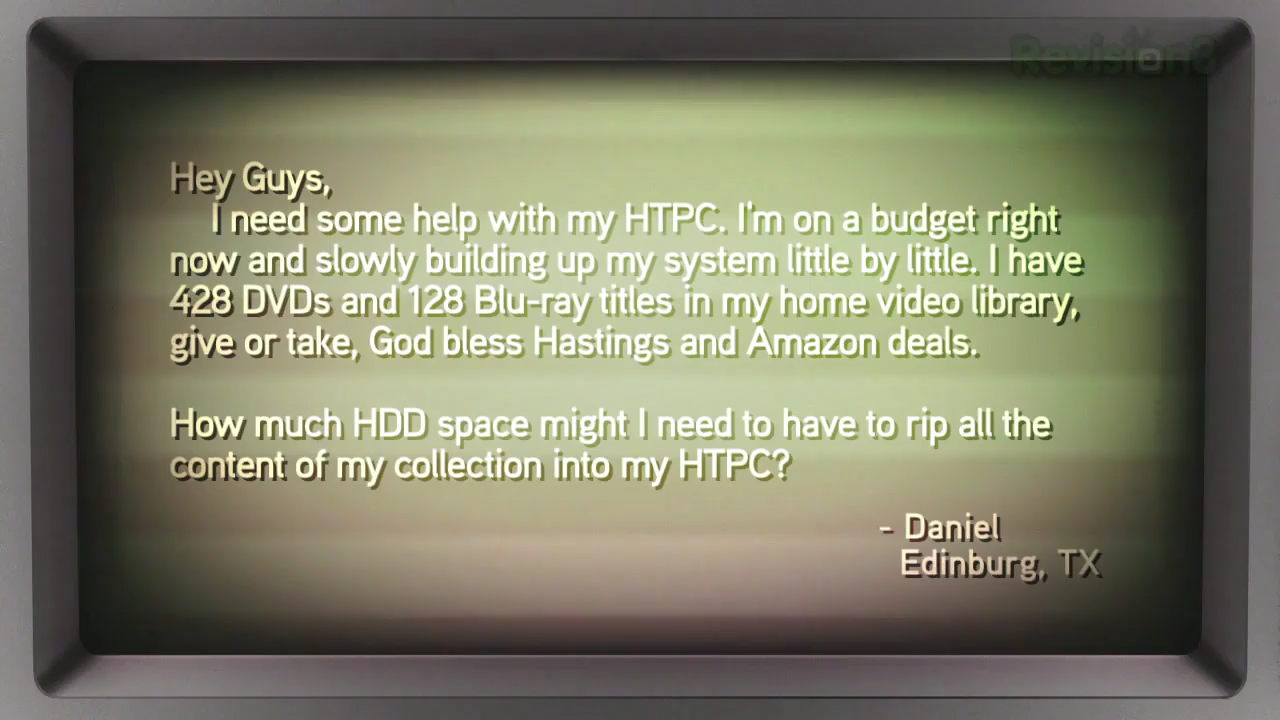 Revision3
Hey Guys,
I need some help with my HTPC. I'm on a budget right
now and slowly building up my system little by little. I have
428 DVDs and 128 Blu-ray titles in my home video library,
give or take, God bless Hastings and Amazon deals.
How much HDD space might I need to have to rip all the
content of my collection into my HTPC?
- Daniel
Edinburg, TX